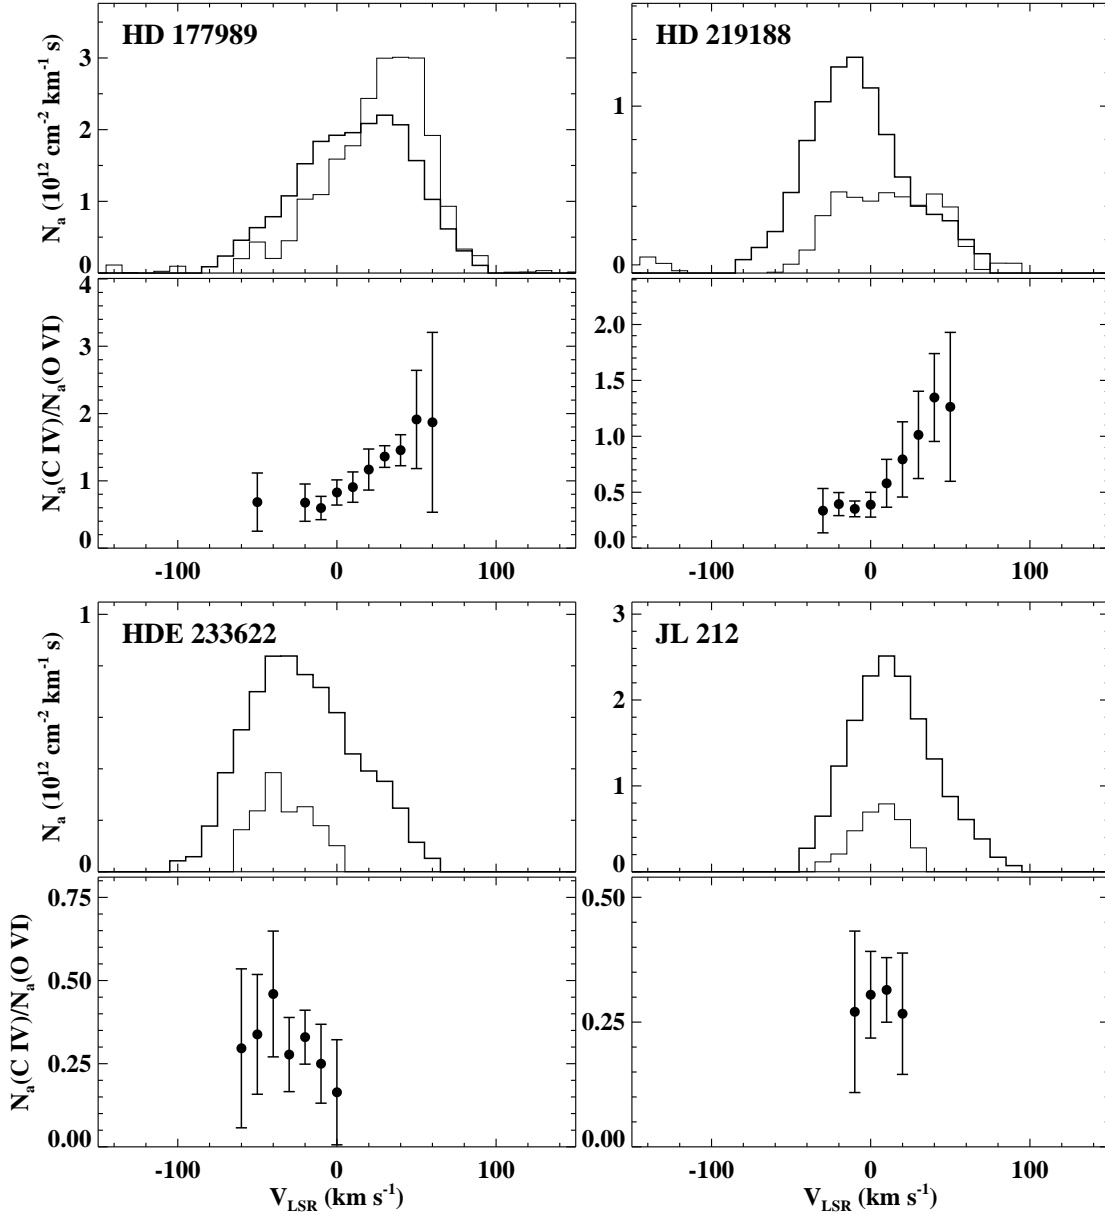 HD 177989
HD 219188
N_a (10^12 cm^-2 km^-1 s)
3
2
1
0
1
0
N_a(C IV)/N_a(O VI)
4
3
2
1
0
2.0
1.5
1.0
0.5
0.0
-100 0 100
-100 0 100
HDE 233622
JL 212
N_a (10^12 cm^-2 km^-1 s)
1
0
3
2
1
0
N_a(C IV)/N_a(O VI)
0.75
0.50
0.25
0.00
0.50
0.25
0.00
-100 0 100
-100 0 100
V_LSR (km s^-1)
V_LSR (km s^-1)